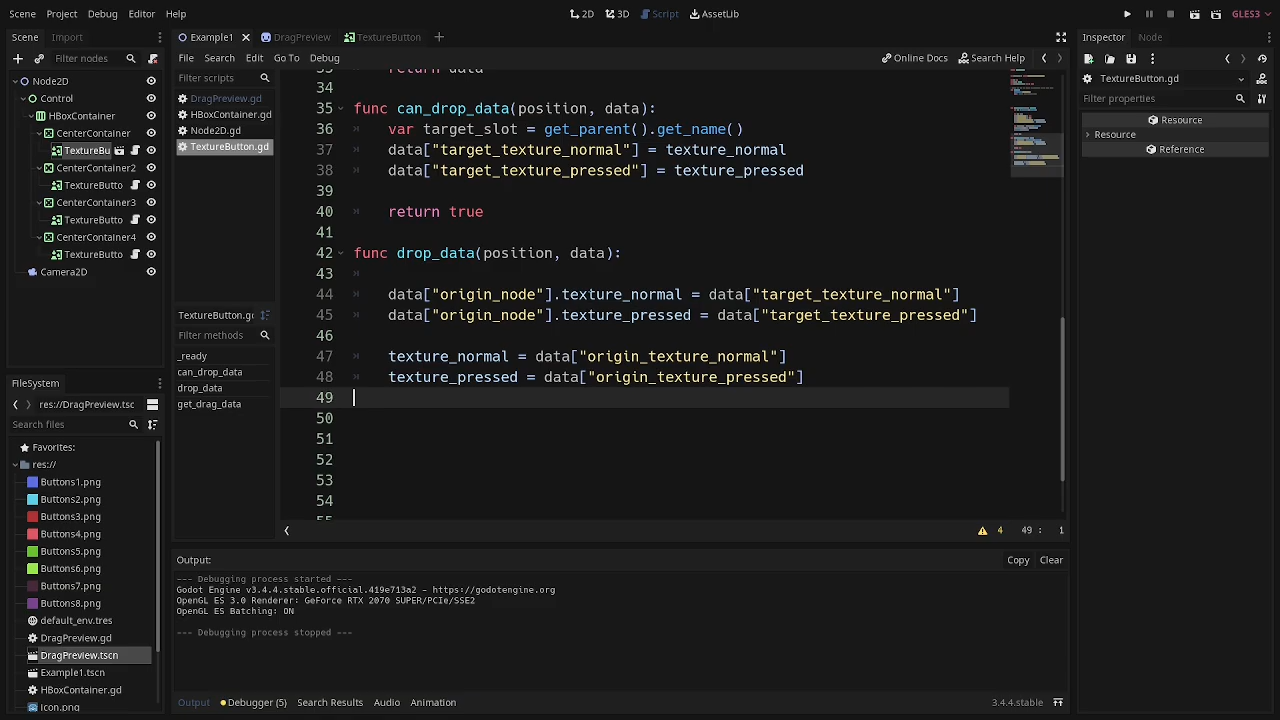 Scene Project Debug Editor Help 2D 3D Script AssetLib GLES3
Scene Import Example1 DragPreview TextureButton Inspector Node
Filter nodes File Search Edit Go To Debug Online Docs Search Help
Node2D
Control
HBoxContainer
CenterContainer
TextureBu
CenterContainer2
TextureButto
CenterContainer3
TextureButto
CenterContainer4
TextureButto
Camera2D
Filter scripts
DragPreview.gd
HBoxContainer.gd
Node2D.gd
TextureButton.gd
TextureButton.gc
Filter methods
_ready
can_drop_data
drop_data
get_drag_data
return data
34
35 func can_drop_data(position, data):
36 var target_slot = get_parent().get_name()
37 data["target_texture_normal"] = texture_normal
38 data["target_texture_pressed"] = texture_pressed
39
40 return true
41
42 func drop_data(position, data):
43
44 data["origin_node"].texture_normal = data["target_texture_normal"]
45 data["origin_node"].texture_pressed = data["target_texture_pressed"]
46
47 texture_normal = data["origin_texture_normal"]
48 texture_pressed = data["origin_texture_pressed"]
49
50
51
52
53
54
4 49 : 1
TextureButton.gd
Filter properties
Resource
Resource
Reference
FileSystem
res://DragPreview.tsc
Search files
Favorites:
res://
Buttons1.png
Buttons2.png
Buttons3.png
Buttons4.png
Buttons5.png
Buttons6.png
Buttons7.png
Buttons8.png
default_env.tres
DragPreview.gd
DragPreview.tscn
Example1.tscn
HBoxContainer.gd
Icon.png
Output: Copy Clear
--- Debugging process started ---
Godot Engine v3.4.4.stable.official.419e713a2 - https://godotengine.org
OpenGL ES 3.0 Renderer: GeForce RTX 2070 SUPER/PCIe/SSE2
OpenGL ES Batching: ON
--- Debugging process stopped ---
Output Debugger (5) Search Results Audio Animation 3.4.4.stable